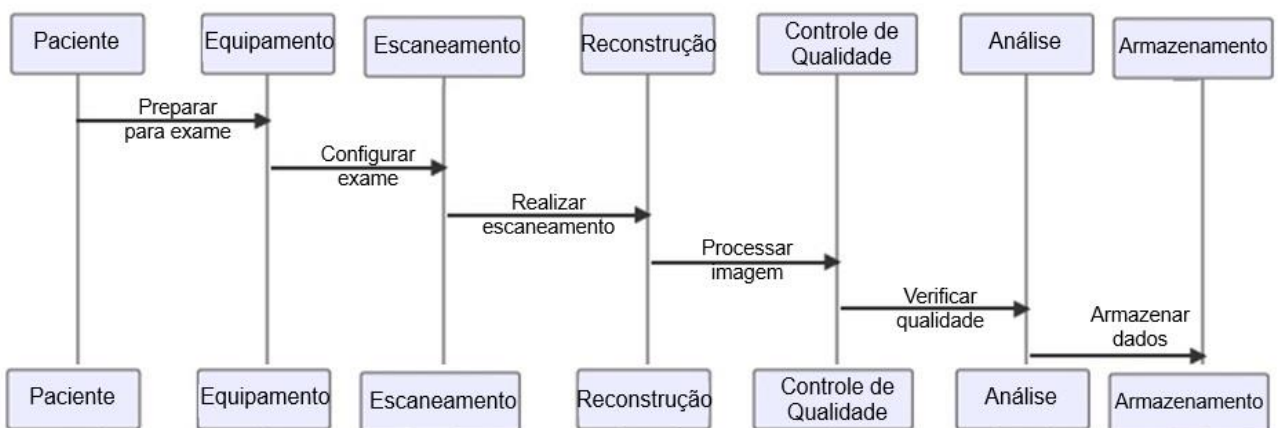 Paciente
Equipamento
Escaneamento
Reconstrução
Controle de
Qualidade
Análise
Armazenamento
Preparar
para exame
Configurar
exame
Realizar
escaneamento
Processar
imagem
Verificar
qualidade
Armazenar
dados
Paciente
Equipamento
Escaneamento
Reconstrução
Controle de
Qualidade
Análise
Armazenamento